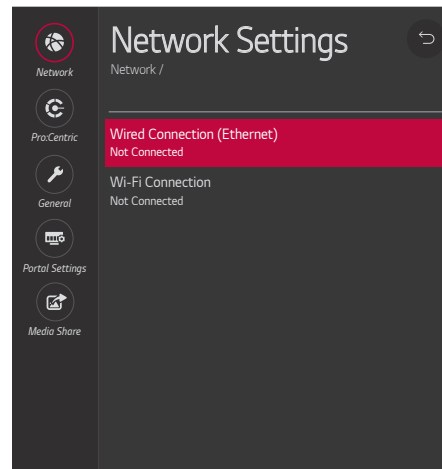 Network Settings
Network /
Network
Pro:Centric
General
Portal Settings
Media Share
Wired Connection (Ethernet)
Not Connected
Wi-Fi Connection
Not Connected